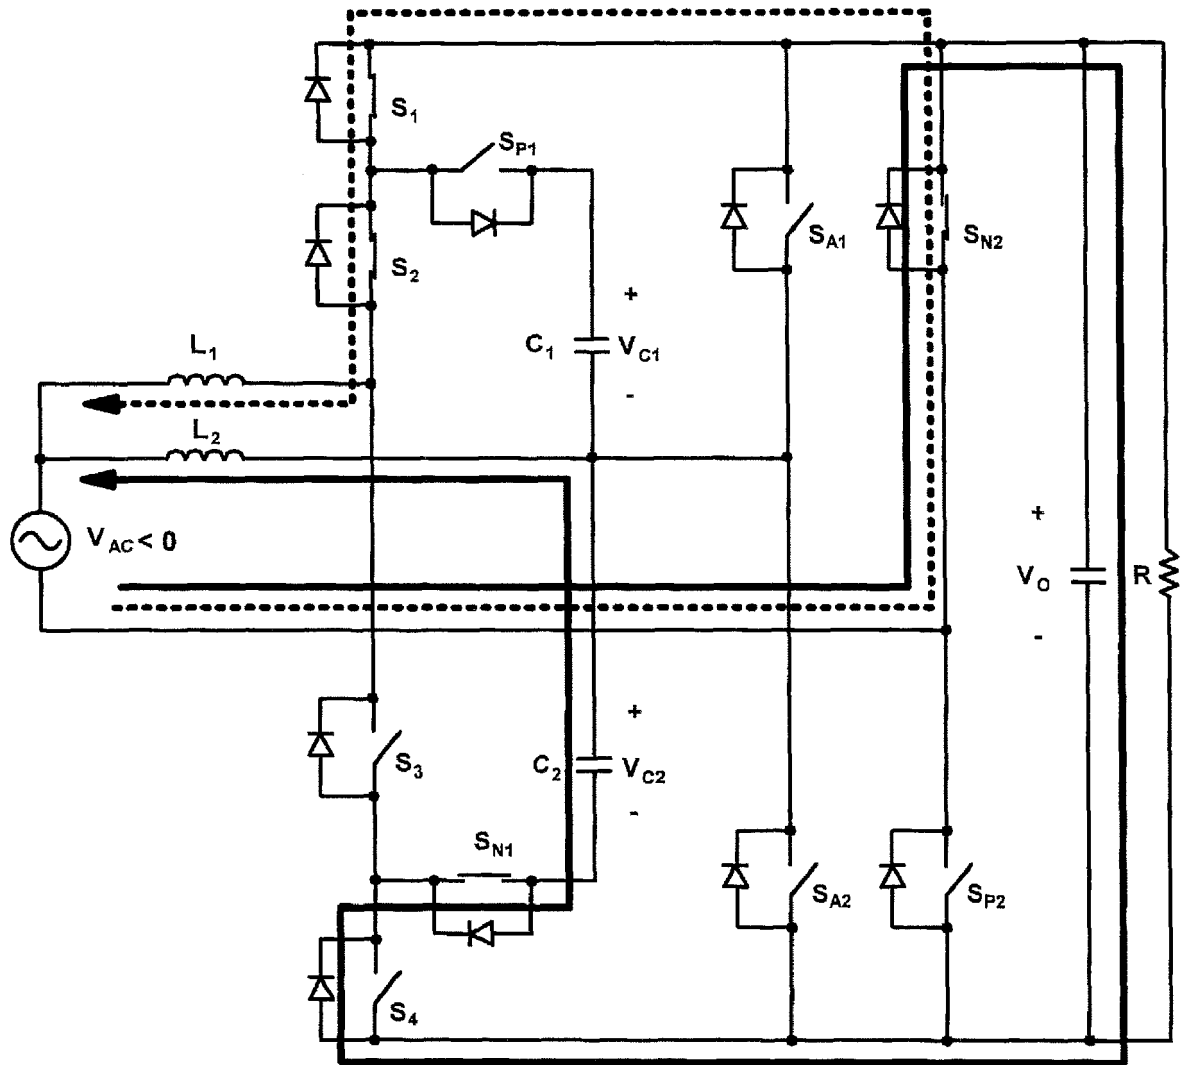 S1
SP1
SA1
SN2
S2
+
C1 VC1
-
L1
L2
VAC < 0
+
VO
-
R
+
C2 VC2
-
S3
SN1
SA2
SP2
S4